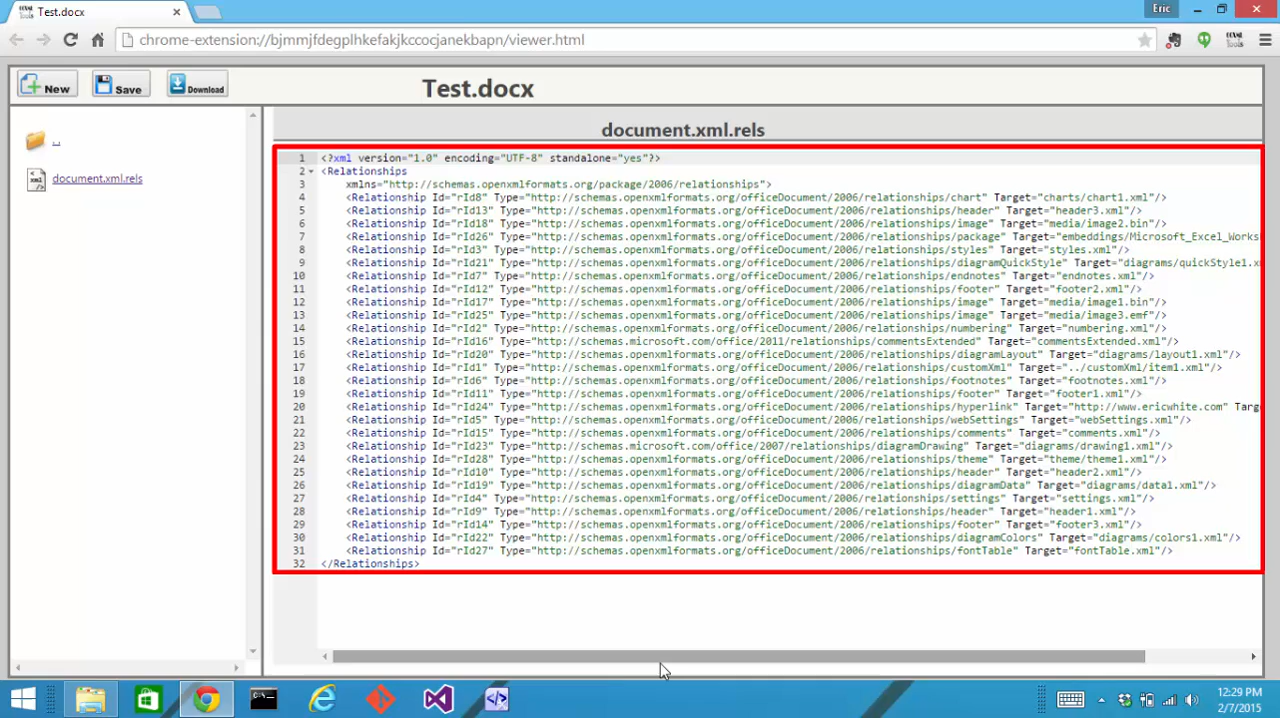 Test.docx
Eric
chrome-extension://bjmmjfdegplhkefakjkccocjanekbapn/viewer.html
New
Save
Download
Test.docx
..
document.xml.rels
document.xml.rels
1 <?xml version="1.0" encoding="UTF-8" standalone="yes"?>
2 <Relationships
3 xmlns="http://schemas.openxmlformats.org/package/2006/relationships">
4 <Relationship Id="rId8" Type="http://schemas.openxmlformats.org/officeDocument/2006/relationships/chart" Target="charts/chart1.xml"/>
5 <Relationship Id="rId13" Type="http://schemas.openxmlformats.org/officeDocument/2006/relationships/header" Target="header3.xml"/>
6 <Relationship Id="rId18" Type="http://schemas.openxmlformats.org/officeDocument/2006/relationships/image" Target="media/image2.bin"/>
7 <Relationship Id="rId26" Type="http://schemas.openxmlformats.org/officeDocument/2006/relationships/package" Target="embeddings/Microsoft_Excel_Works
8 <Relationship Id="rId3" Type="http://schemas.openxmlformats.org/officeDocument/2006/relationships/styles" Target="styles.xml"/>
9 <Relationship Id="rId21" Type="http://schemas.openxmlformats.org/officeDocument/2006/relationships/diagramQuickStyle" Target="diagrams/quickStyle1.x
10 <Relationship Id="rId7" Type="http://schemas.openxmlformats.org/officeDocument/2006/relationships/endnotes" Target="endnotes.xml"/>
11 <Relationship Id="rId12" Type="http://schemas.openxmlformats.org/officeDocument/2006/relationships/footer" Target="footer2.xml"/>
12 <Relationship Id="rId17" Type="http://schemas.openxmlformats.org/officeDocument/2006/relationships/image" Target="media/image1.bin"/>
13 <Relationship Id="rId25" Type="http://schemas.openxmlformats.org/officeDocument/2006/relationships/image" Target="media/image3.emf"/>
14 <Relationship Id="rId2" Type="http://schemas.openxmlformats.org/officeDocument/2006/relationships/numbering" Target="numbering.xml"/>
15 <Relationship Id="rId16" Type="http://schemas.microsoft.com/office/2011/relationships/commentsExtended" Target="commentsExtended.xml"/>
16 <Relationship Id="rId20" Type="http://schemas.openxmlformats.org/officeDocument/2006/relationships/diagramLayout" Target="diagrams/layout1.xml"/>
17 <Relationship Id="rId1" Type="http://schemas.openxmlformats.org/officeDocument/2006/relationships/customXml" Target="../customXml/item1.xml"/>
18 <Relationship Id="rId6" Type="http://schemas.openxmlformats.org/officeDocument/2006/relationships/footnotes" Target="footnotes.xml"/>
19 <Relationship Id="rId11" Type="http://schemas.openxmlformats.org/officeDocument/2006/relationships/footer" Target="footer1.xml"/>
20 <Relationship Id="rId24" Type="http://schemas.openxmlformats.org/officeDocument/2006/relationships/hyperlink" Target="http://www.ericwhite.com" Targ
21 <Relationship Id="rId5" Type="http://schemas.openxmlformats.org/officeDocument/2006/relationships/webSettings" Target="webSettings.xml"/>
22 <Relationship Id="rId15" Type="http://schemas.openxmlformats.org/officeDocument/2006/relationships/comments" Target="comments.xml"/>
23 <Relationship Id="rId23" Type="http://schemas.microsoft.com/office/2007/relationships/diagramDrawing" Target="diagrams/drawing1.xml"/>
24 <Relationship Id="rId28" Type="http://schemas.openxmlformats.org/officeDocument/2006/relationships/theme" Target="theme/theme1.xml"/>
25 <Relationship Id="rId10" Type="http://schemas.openxmlformats.org/officeDocument/2006/relationships/header" Target="header2.xml"/>
26 <Relationship Id="rId19" Type="http://schemas.openxmlformats.org/officeDocument/2006/relationships/diagramData" Target="diagrams/data1.xml"/>
27 <Relationship Id="rId4" Type="http://schemas.openxmlformats.org/officeDocument/2006/relationships/settings" Target="settings.xml"/>
28 <Relationship Id="rId9" Type="http://schemas.openxmlformats.org/officeDocument/2006/relationships/header" Target="header1.xml"/>
29 <Relationship Id="rId14" Type="http://schemas.openxmlformats.org/officeDocument/2006/relationships/footer" Target="footer3.xml"/>
30 <Relationship Id="rId22" Type="http://schemas.openxmlformats.org/officeDocument/2006/relationships/diagramColors" Target="diagrams/colors1.xml"/>
31 <Relationship Id="rId27" Type="http://schemas.openxmlformats.org/officeDocument/2006/relationships/fontTable" Target="fontTable.xml"/>
32 </Relationships>
12:29 PM
2/7/2015